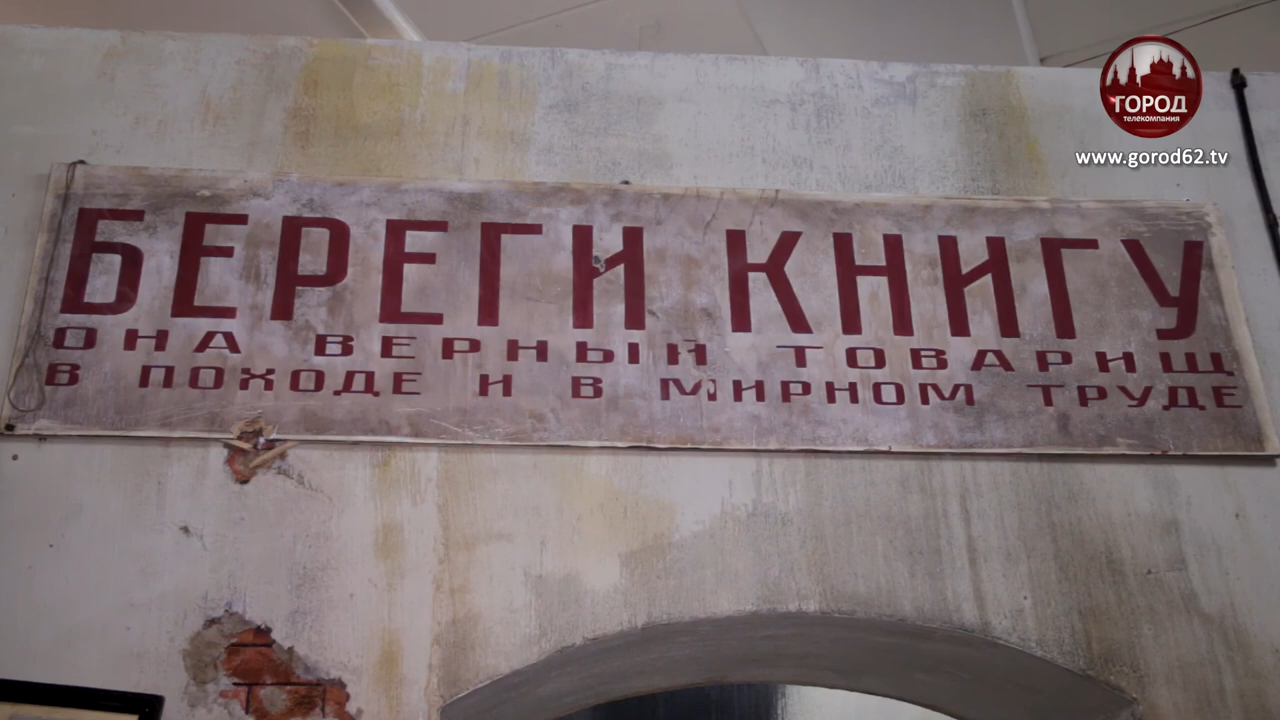 ГОРОД
телекомпания
www.gorod62.tv
БЕРЕГИ КНИГУ
ОНА ВЕРНЫЙ ТОВАРИЩ
В ПОХОДЕ И В МИРНОМ ТРУДЕ